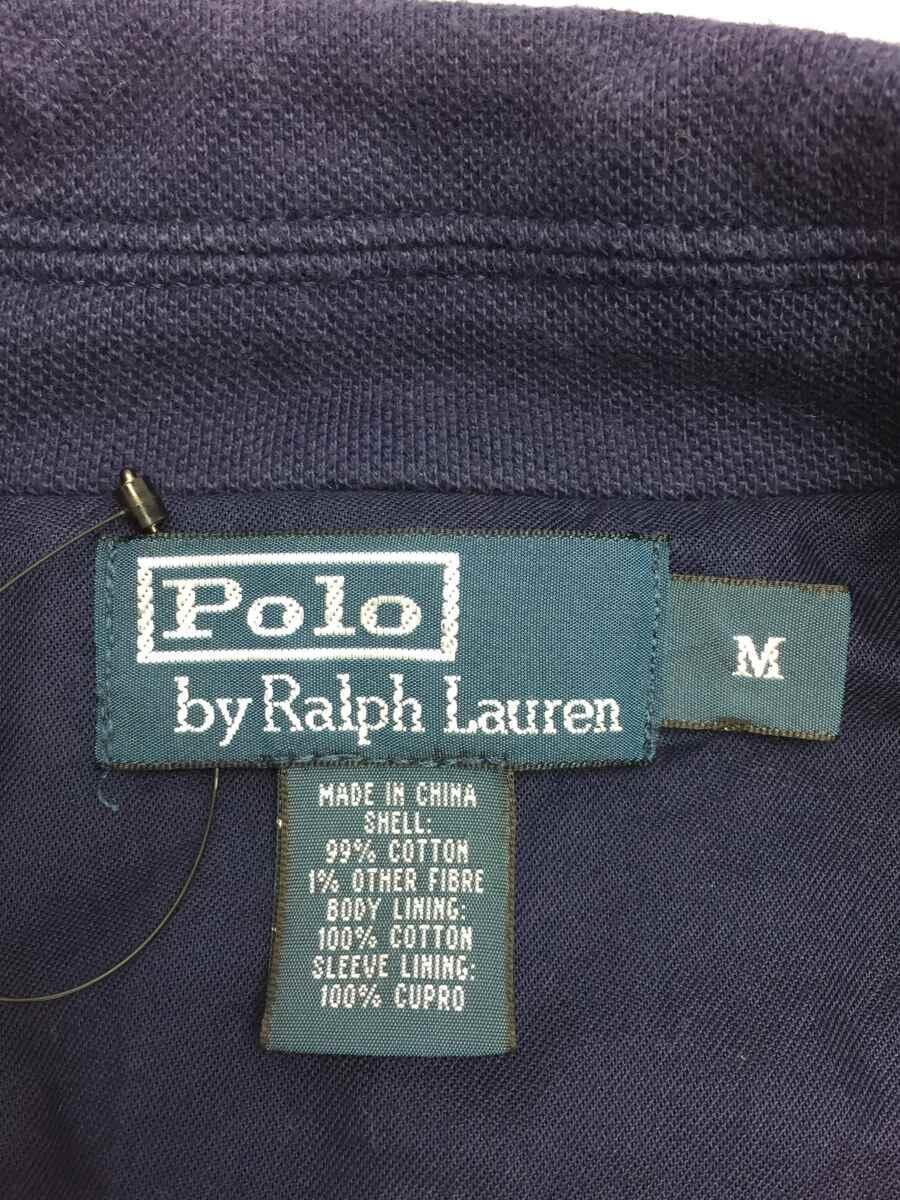 Polo
by Ralph Lauren
M
MADE IN CHINA
SHELL:
99% COTTON
1% OTHER FIBRE
BODY LINING:
100% COTTON
SLEEVE LINING:
100% CUPRO